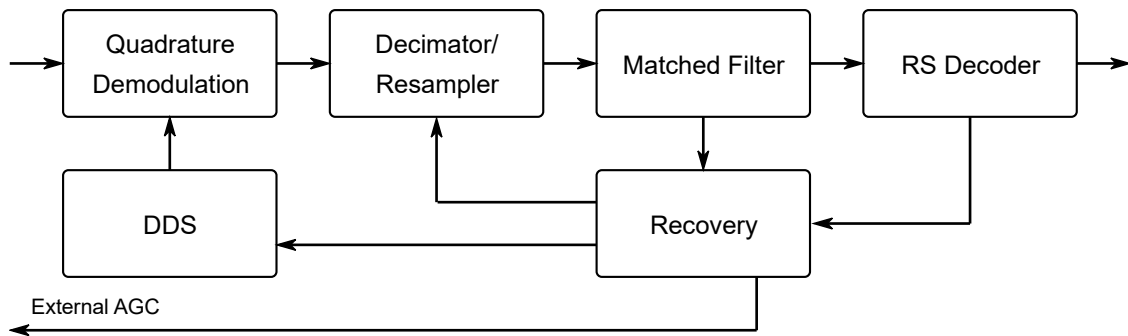 Quadrature
Demodulation
Decimator/
Resampler
Matched Filter
RS Decoder
DDS
Recovery
External AGC